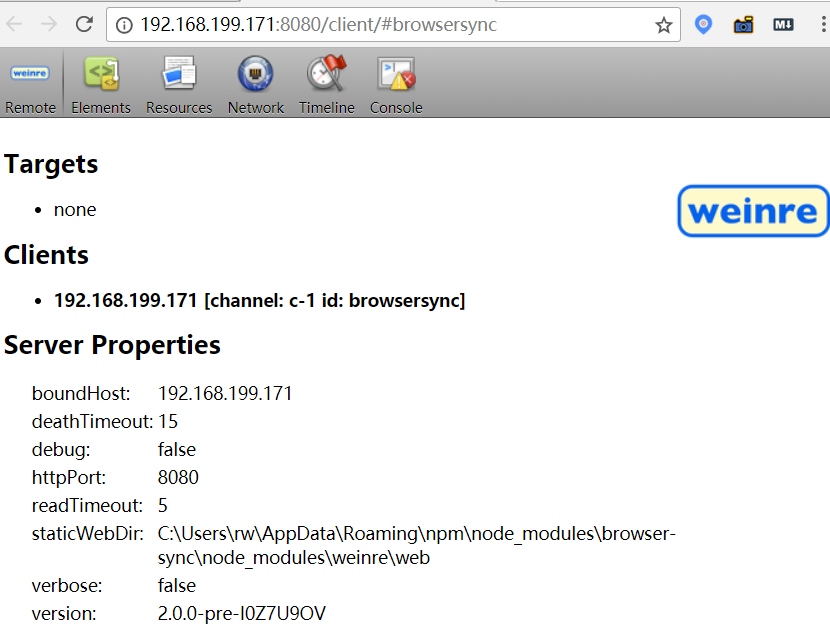 192.168.199.171:8080/client/#browsersync
M↓
weinre
Remote Elements Resources Network Timeline Console
Targets
• none
weinre
Clients
• 192.168.199.171 [channel: c-1 id: browsersync]
Server Properties
boundHost: 192.168.199.171
deathTimeout: 15
debug: false
httpPort: 8080
readTimeout: 5
staticWebDir: C:\Users\rw\AppData\Roaming\npm\node_modules\browser-
sync\node_modules\weinre\web
verbose: false
version: 2.0.0-pre-I0Z7U9OV